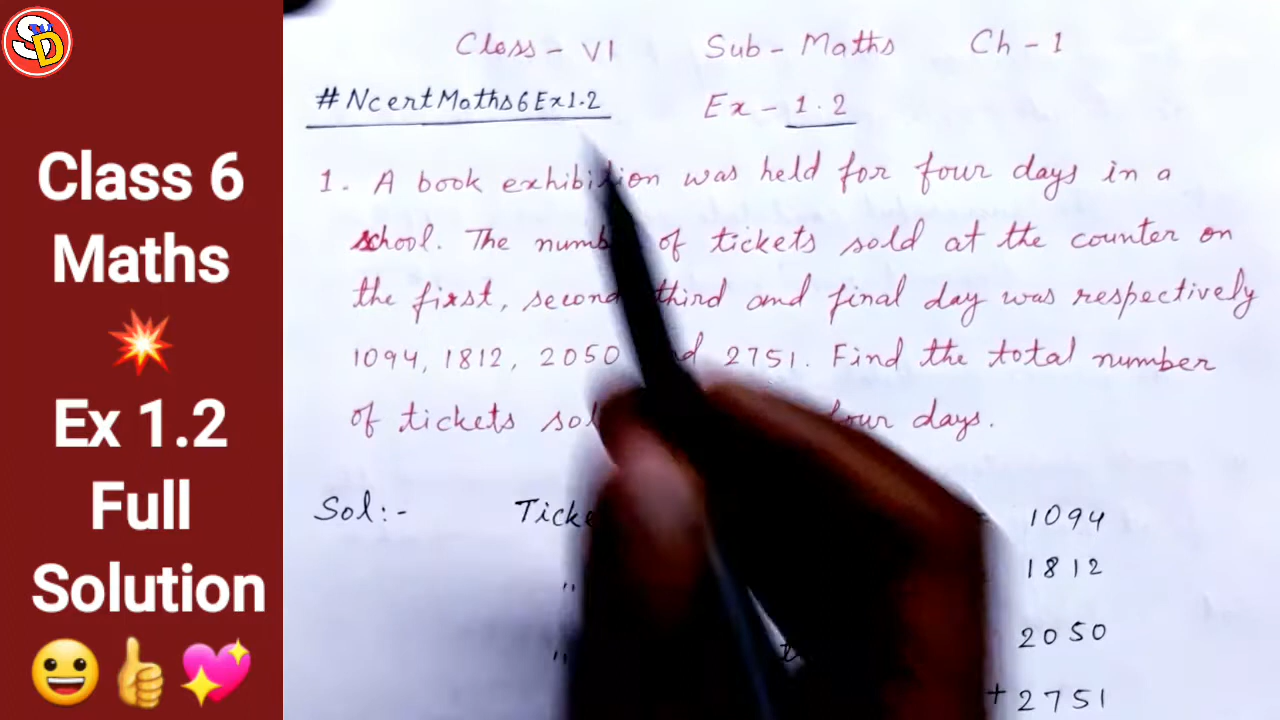 SD
Class 6
Maths
Ex 1.2
Full
Solution
Class - VI Sub - Maths Ch - 1
#NcertMaths6Ex1.2 Ex - 1.2
1. A book exhibition was held for four days in a
school. The of tickets sold at the counter on
the first, second third and final day was respectively
1094, 1812, 2050 2751. Find the total number
of tickets four days.
Sol:- 1094
" 1812
" 2050
+ 2751